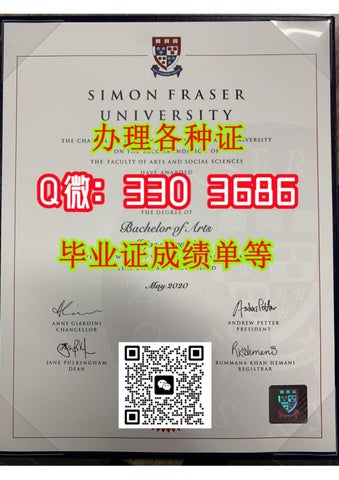 SIMON FRASER
UNIVERSITY
办理各种证
THE FACULTY OF ARTS AND SOCIAL SCIENCES
HAVE AWARDED
Q微：330 3686
THE DEGREE OF
Bachelor of Arts
毕业证成绩单等
May 2020
ANNE GIARDINI
CHANCELLOR
ANDREW PETTER
PRESIDENT
JANE PULKINGHAM
DEAN
RUMMANA KHAN HEMANI
REGISTRAR